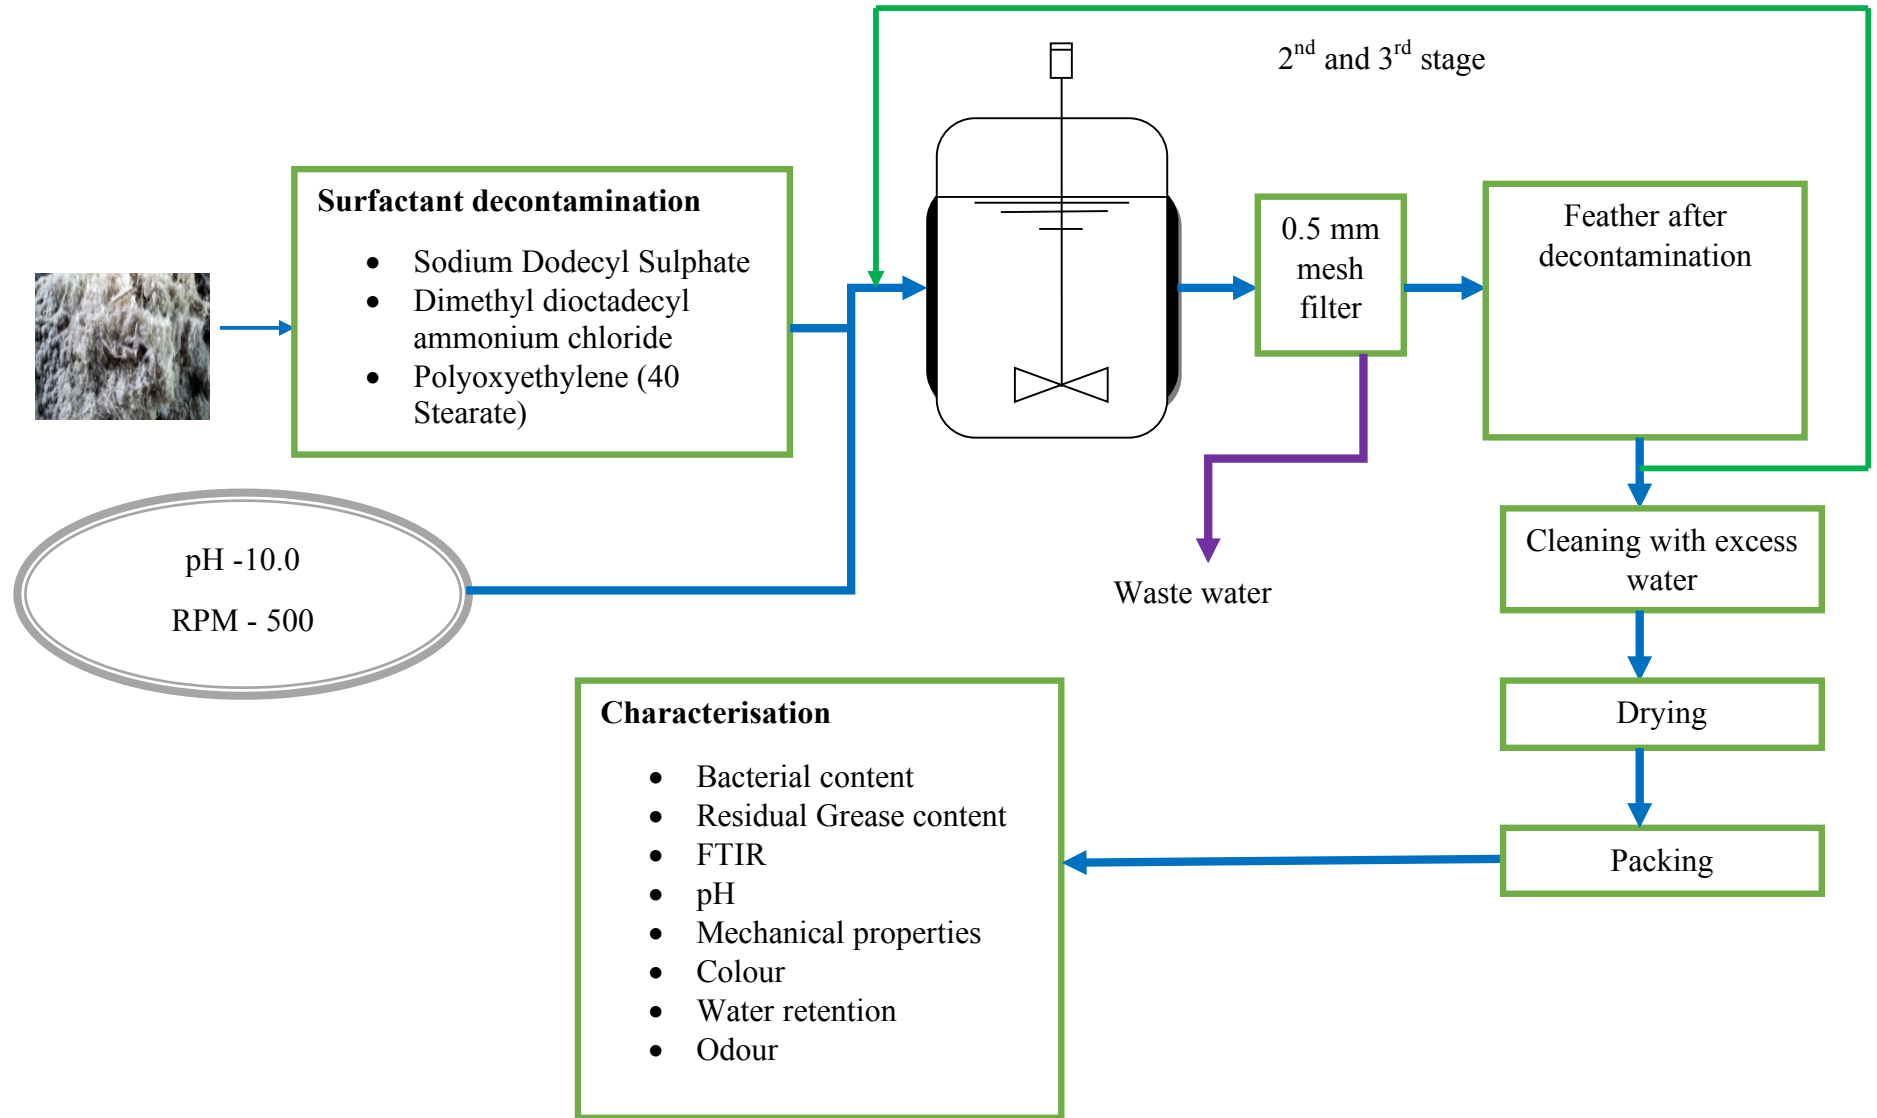 2nd and 3rd stage
Surfactant decontamination
• Sodium Dodecyl Sulphate
• Dimethyl dioctadecyl
ammonium chloride
• Polyoxyethylene (40
Stearate)
0.5 mm
mesh
filter
Feather after
decontamination
pH -10.0
RPM - 500
Waste water
Cleaning with excess
water
Drying
Packing
Characterisation
• Bacterial content
• Residual Grease content
• FTIR
• pH
• Mechanical properties
• Colour
• Water retention
• Odour